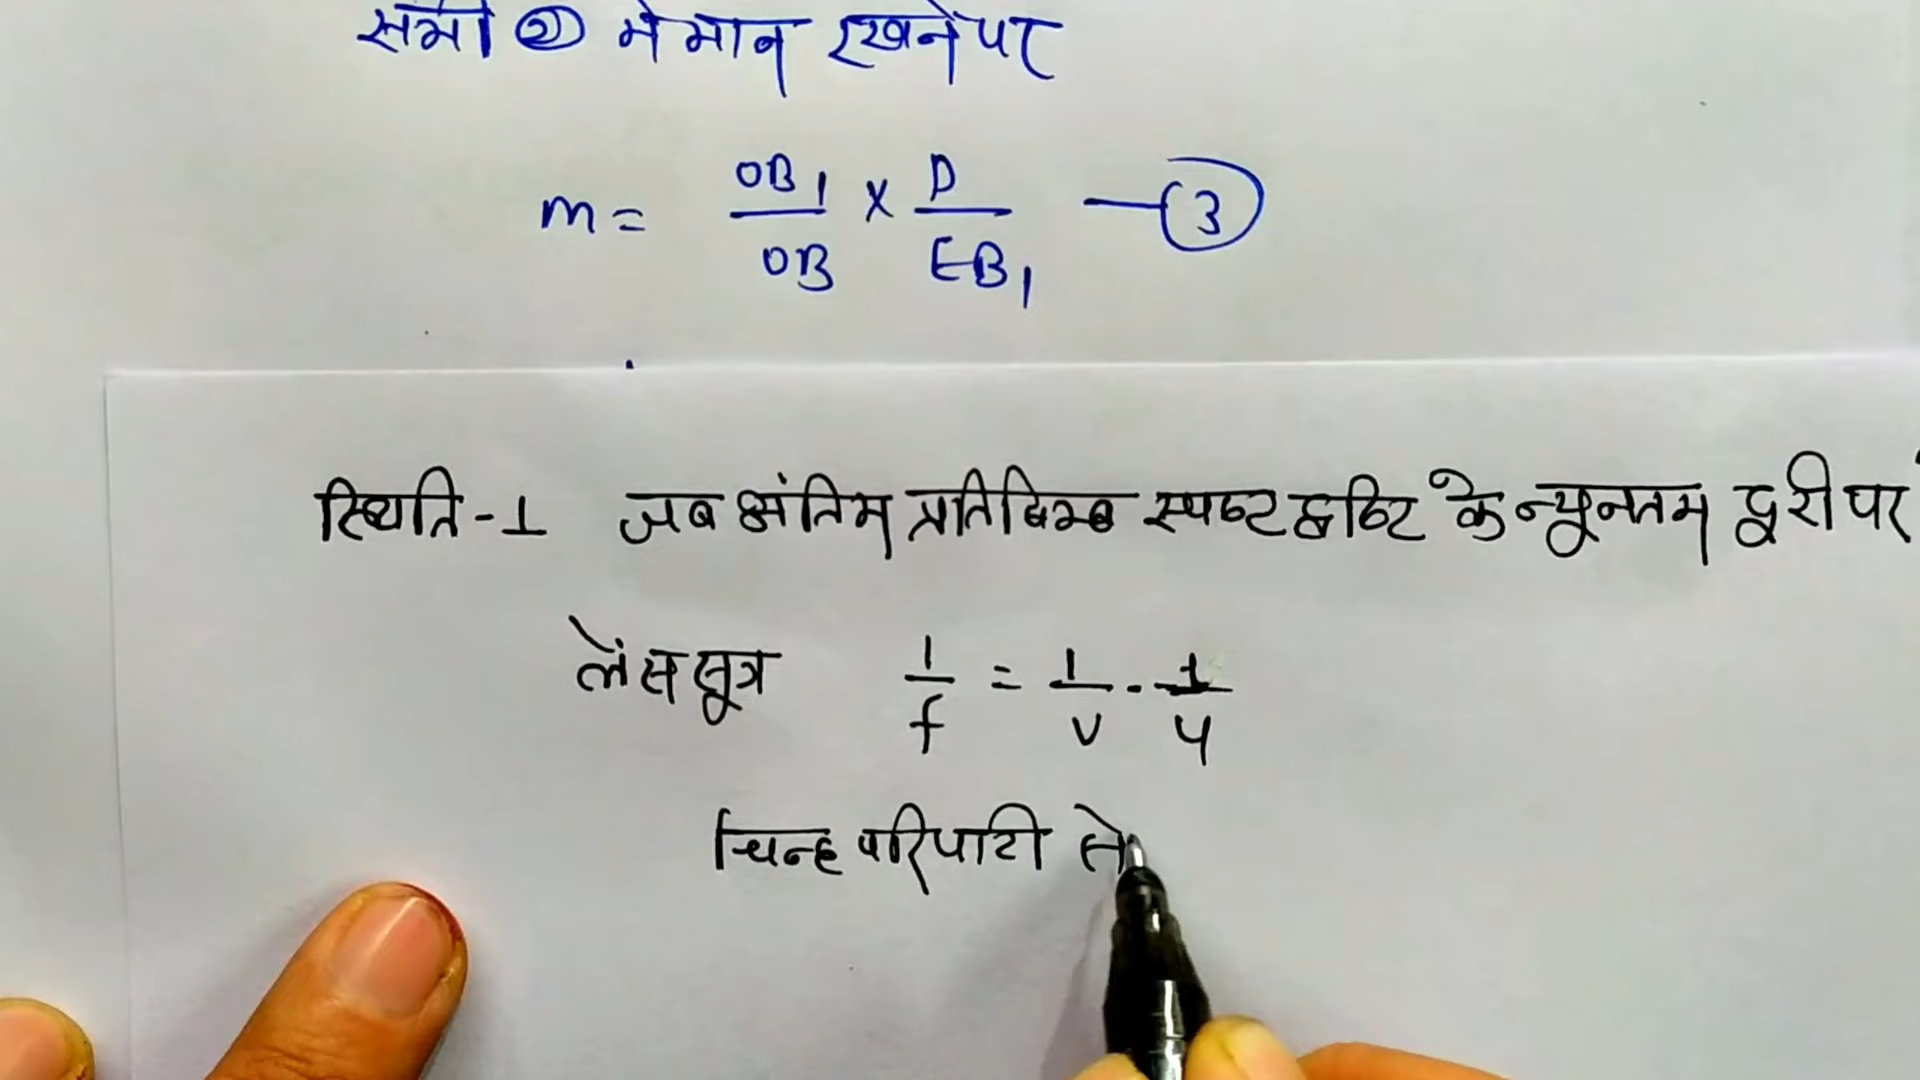 समी ② मे मान रखने पर
m = OB₁/OB × D/EB₁ —③
स्थिति-1 जब अंतिम प्रतिबिम्ब स्पष्ट दृष्टि के न्यूनतम दूरी पर
लेंस सूत्र 1/f = 1/v - 1/u
चिन्ह परिपाटी से